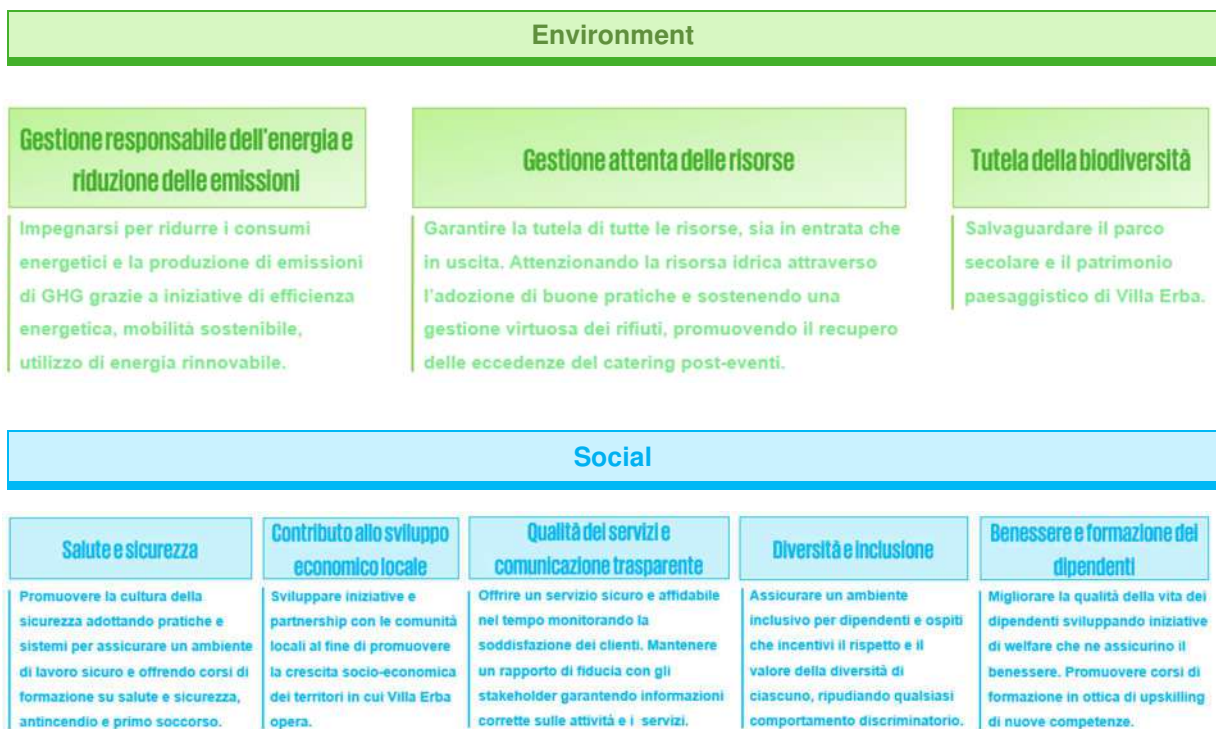 Environment
Gestione responsabile dell'energia e
riduzione delle emissioni
Impegnarsi per ridurre i consumi
energetici e la produzione di emissioni
di GHG grazie a iniziative di efficienza
energetica, mobilità sostenibile,
utilizzo di energia rinnovabile.
Gestione attenta delle risorse
Garantire la tutela di tutte le risorse, sia in entrata che
in uscita. Attenzionando la risorsa idrica attraverso
l'adozione di buone pratiche e sostenendo una
gestione virtuosa dei rifiuti, promuovendo il recupero
delle eccedenze del catering post-eventi.
Tutela della biodiversità
Salvaguardare il parco
secolare e il patrimonio
paesaggistico di Villa Erba.
Social
Salute e sicurezza
Promuovere la cultura della
sicurezza adottando pratiche e
sistemi per assicurare un ambiente
di lavoro sicuro e offrendo corsi di
formazione su salute e sicurezza,
antincendio e primo soccorso.
Contributo allo sviluppo
economico locale
Sviluppare iniziative e
partnership con le comunità
locali al fine di promuovere
la crescita socio-economica
dei territori in cui Villa Erba
opera.
Qualità dei servizi e
comunicazione trasparente
Offrire un servizio sicuro e affidabile
nel tempo monitorando la
soddisfazione dei clienti. Mantenere
un rapporto di fiducia con gli
stakeholder garantendo informazioni
corrette sulle attività e i servizi.
Diversità e inclusione
Assicurare un ambiente
inclusivo per dipendenti e ospiti
che incentivi il rispetto e il
valore della diversità di
ciascuno, ripudiando qualsiasi
comportamento discriminatorio.
Benessere e formazione dei
dipendenti
Migliorare la qualità della vita dei
dipendenti sviluppando iniziative
di welfare che ne assicurino il
benessere. Promuovere corsi di
formazione in ottica di upskilling
di nuove competenze.